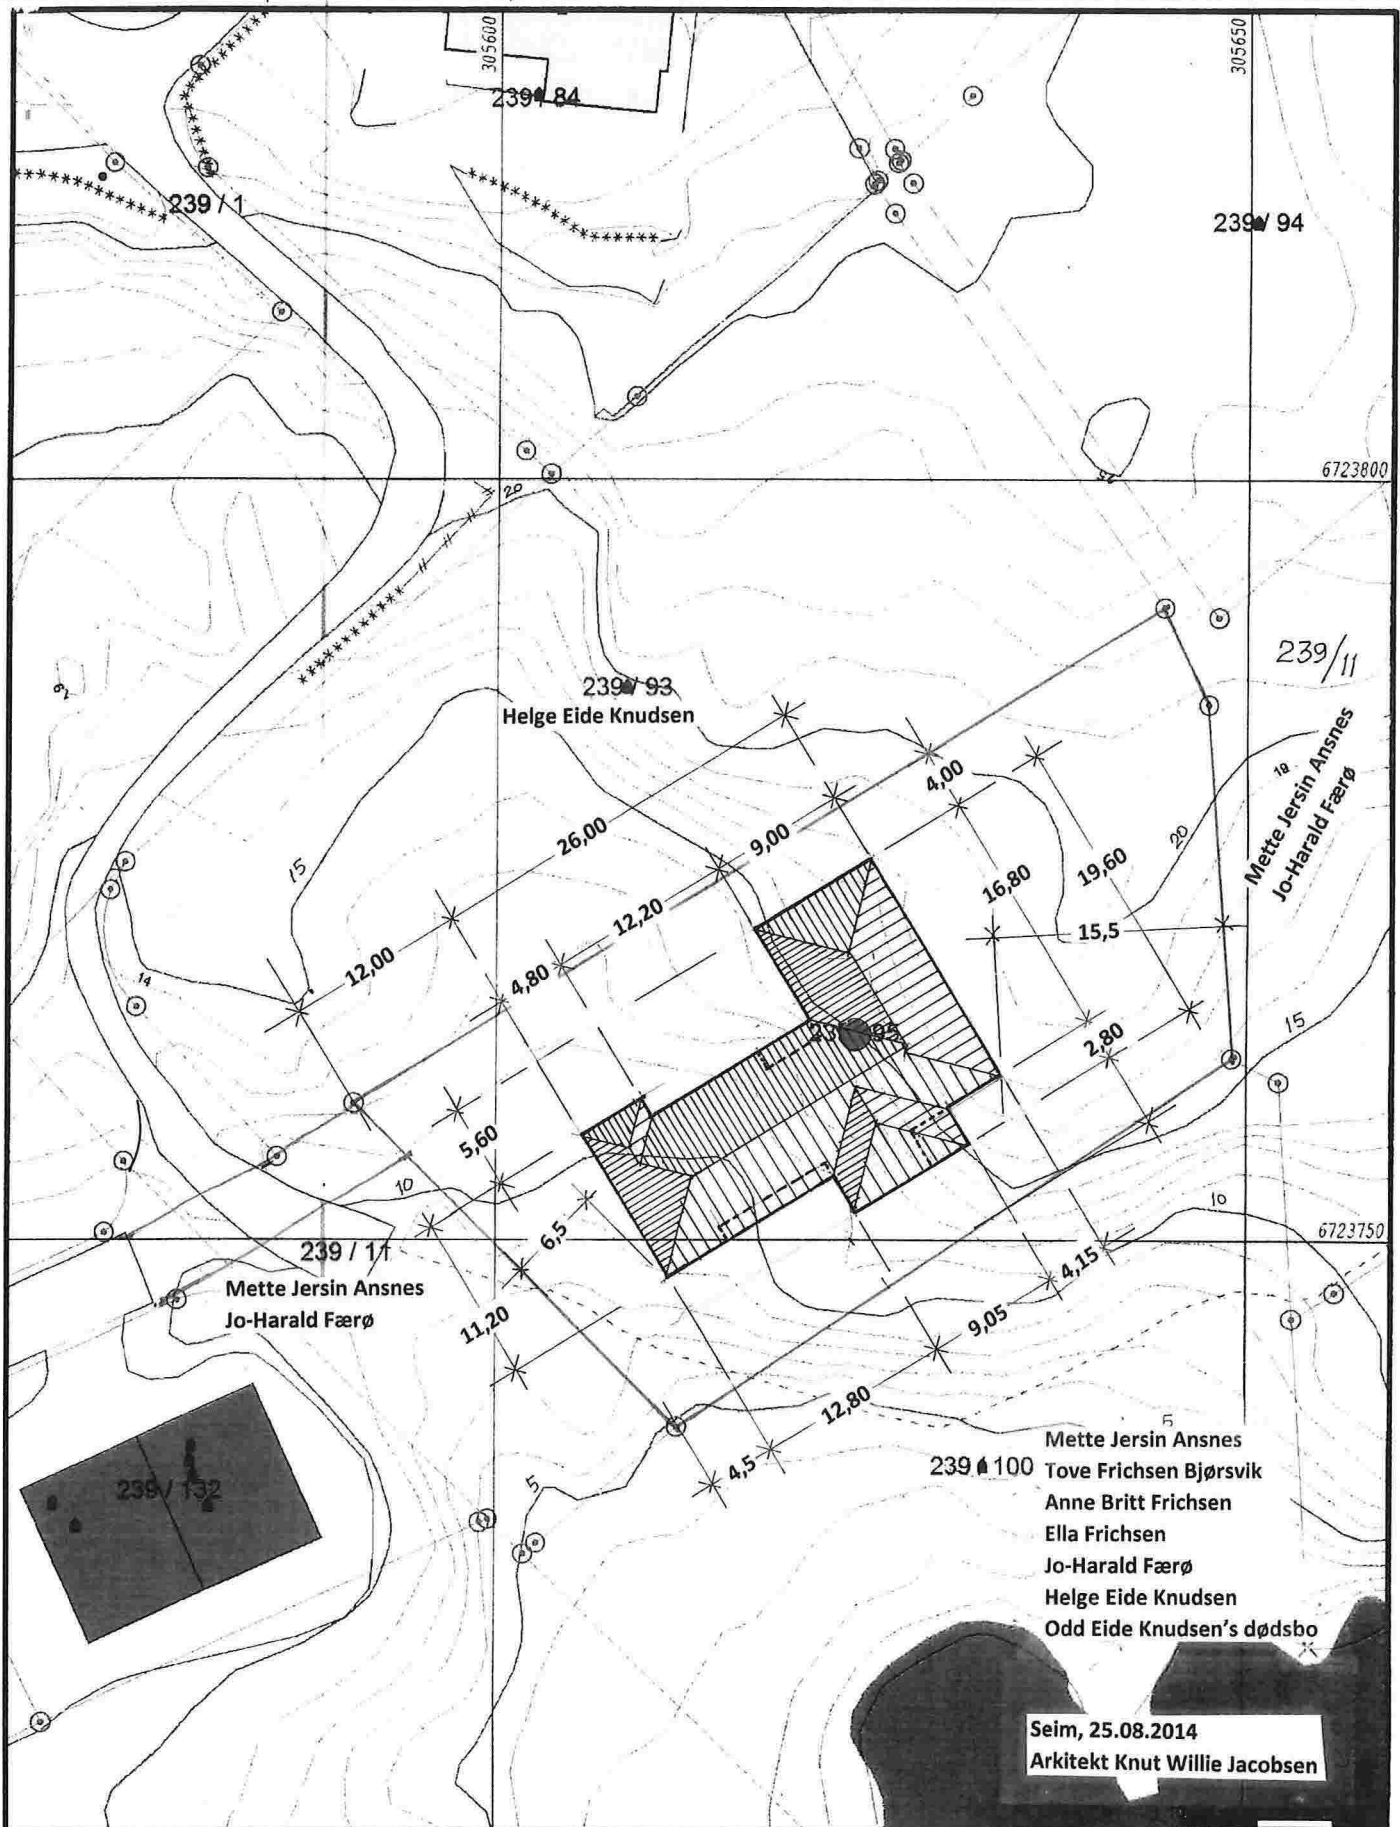 305600
305650
239/84
239 / 1
239/ 94
6723800
20
25
239/11
239/ 93
Helge Eide Knudsen
Mette Jersin Ansnes
Jo-Harald Færø
18
20
4,00
26,00
9,00
15
16,80
19,60
12,20
15,5
12,00
4,80
14
15
2,80
5,60
10
10
6723750
6,5
239 / 11
4,15
Mette Jersin Ansnes
Jo-Harald Færø
11,20
9,05
12,80
5
4,5
5
239 100
Mette Jersin Ansnes
Tove Frichsen Bjørsvik
Anne Britt Frichsen
Ella Frichsen
Jo-Harald Færø
Helge Eide Knudsen
Odd Eide Knudsen's dødsbo
239/ 132
Seim, 25.08.2014
Arkitekt Knut Willie Jacobsen